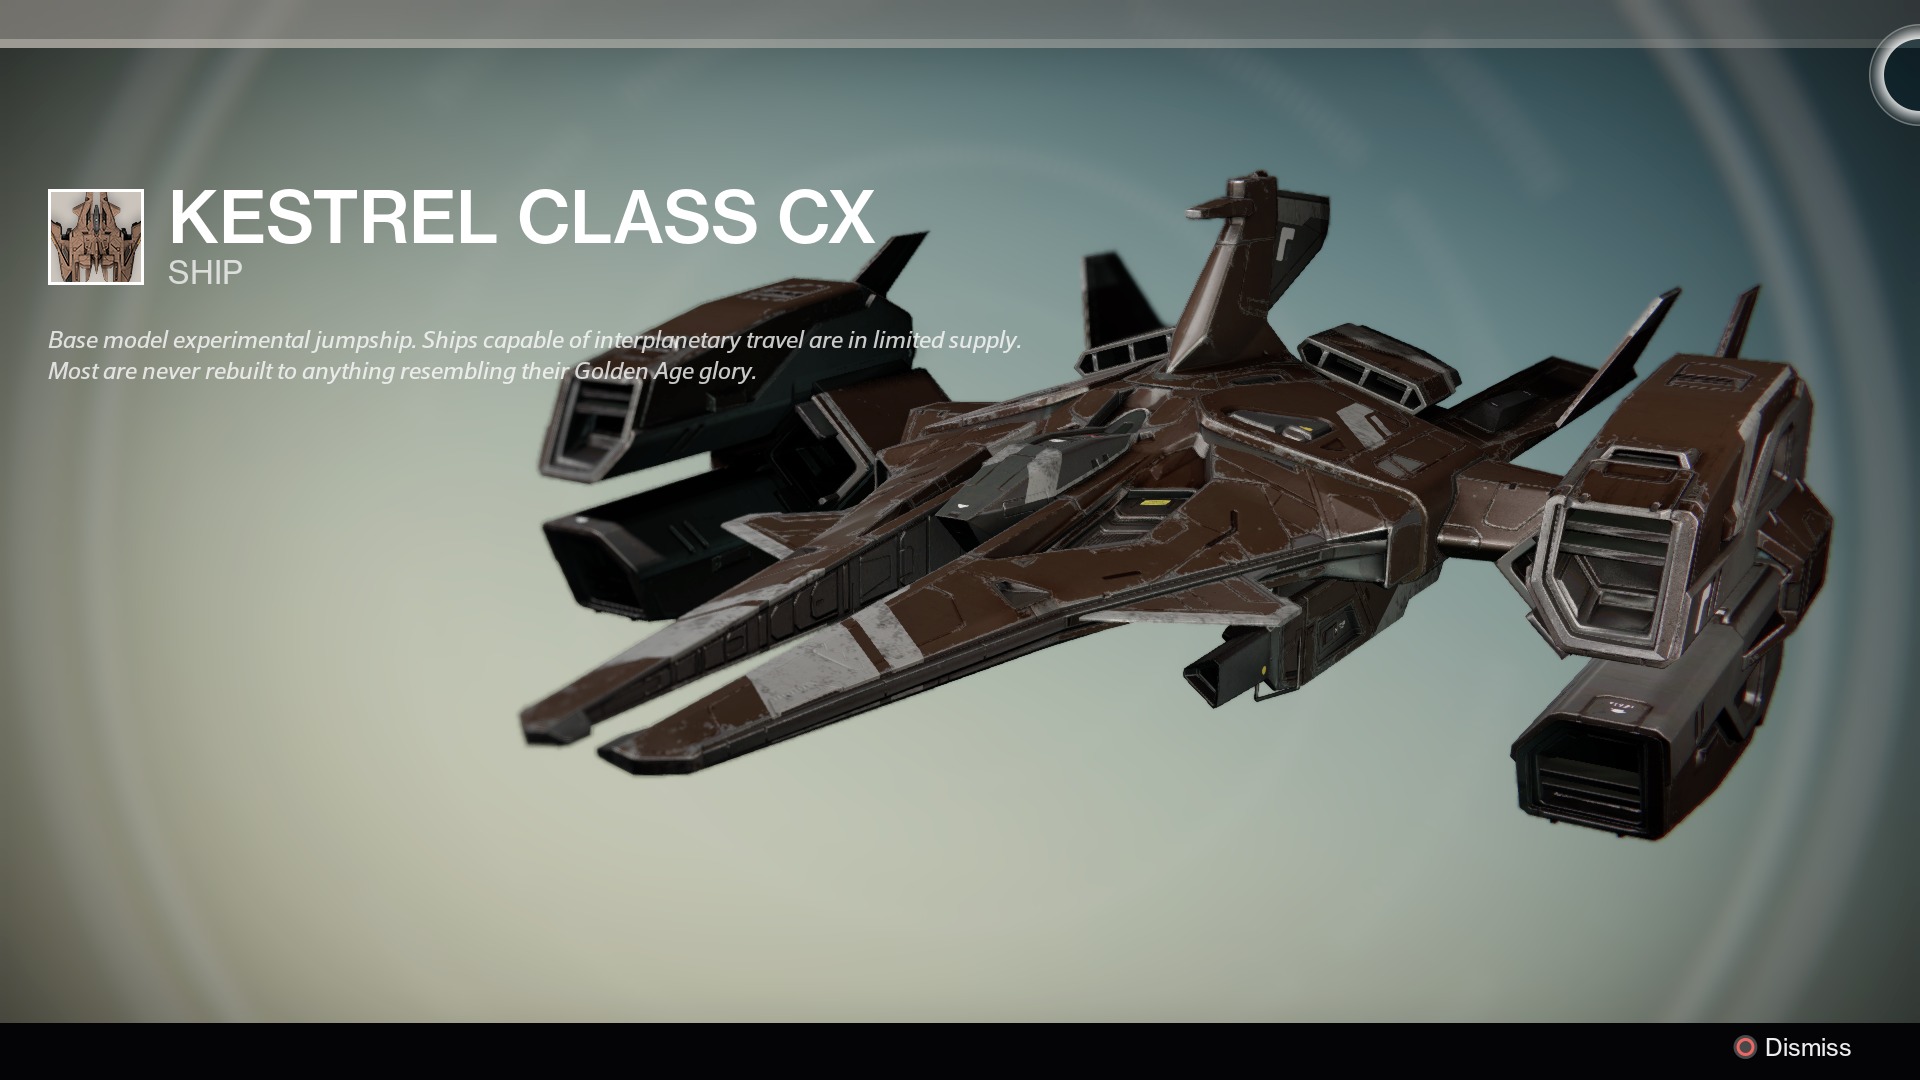 KESTREL CLASS CX
SHIP
Base model experimental jumpship. Ships capable of interplanetary travel are in limited supply.
Most are never rebuilt to anything resembling their Golden Age glory.
Dismiss